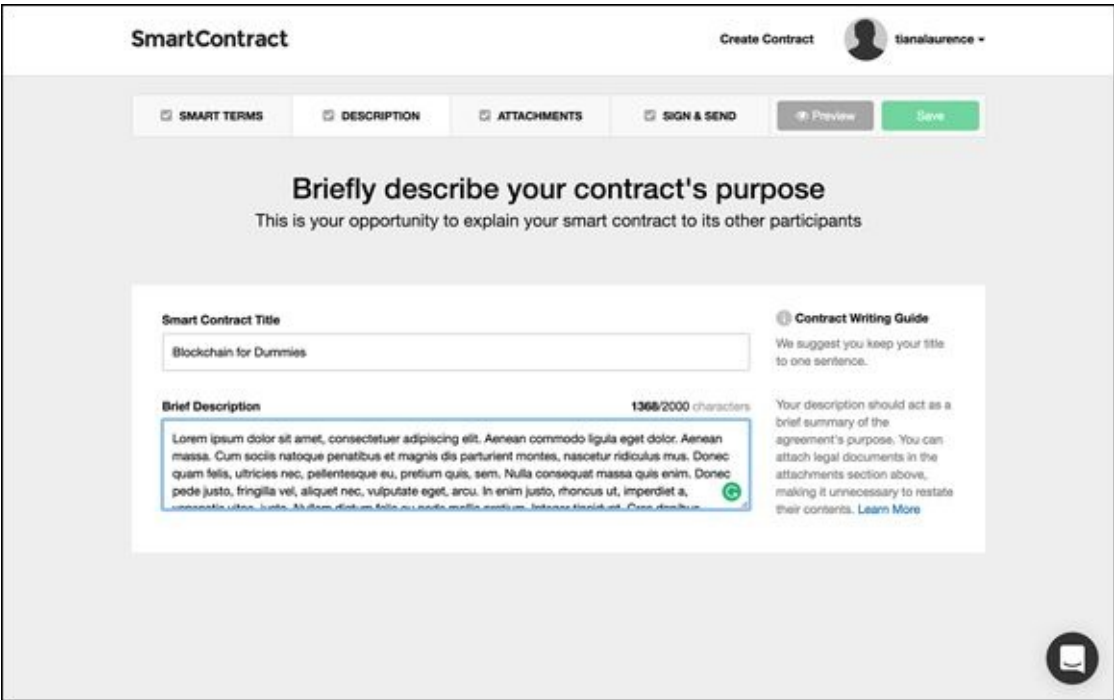 SmartContract
Create Contract
tianalaurence
SMART TERMS
DESCRIPTION
ATTACHMENTS
SIGN & SEND
Preview
Save
Briefly describe your contract's purpose
This is your opportunity to explain your smart contract to its other participants
Smart Contract Title
Blockchain for Dummies
Brief Description
1368/2000 characters
Lorem ipsum dolor sit amet, consectetuer adipiscing elit. Aenean commodo ligula eget dolor. Aenean
massa. Cum sociis natoque penatibus et magnis dis parturient montes, nascetur ridiculus mus. Donec
quam felis, ultricies nec, pellentesque eu, pretium quis, sem. Nulla consequat massa quis enim. Donec
pede justo, fringilla vel, aliquet nec, vulputate eget, arcu. In enim justo, rhoncus ut, imperdiet a,
Contract Writing Guide
We suggest you keep your title
to one sentence.
Your description should act as a
brief summary of the
agreement's purpose. You can
attach legal documents in the
attachments section above,
making it unnecessary to restate
their contents. Learn More